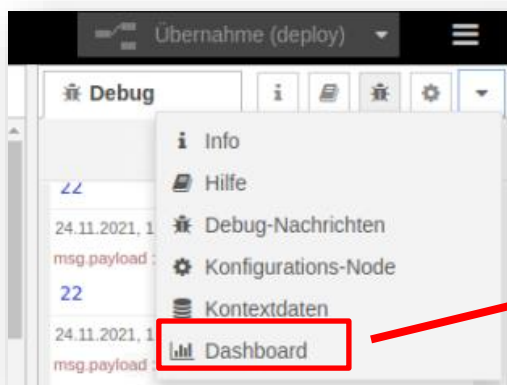 Übernahme (deploy)
Debug
i
i Info
22
Hilfe
24.11.2021, 1
Debug-Nachrichten
msg.payload :
Konfigurations-Node
22
Kontextdaten
24.11.2021, 1
Dashboard
msg.payload :